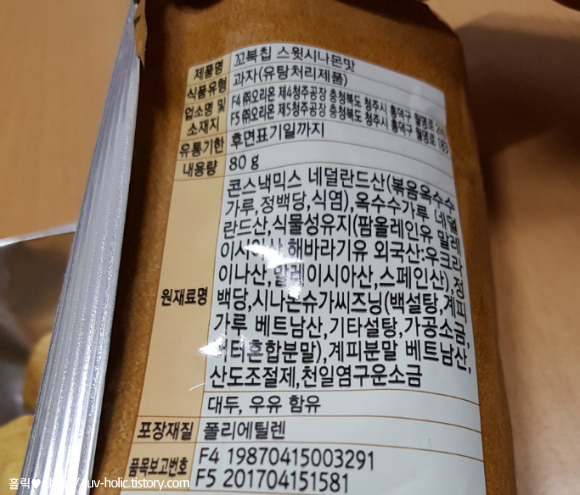 제품명 꼬북칩 스윗시나몬맛
식품유형 과자(유탕처리제품)
업소명 및 소재지 F4 ㈜오리온 제4청주공장 충청북도 청주시 흥덕구
F5 ㈜오리온 제5청주공장 충청북도 청주시 흥덕구
유통기한 후면표기일까지
내용량 80 g
원재료명
콘스낵믹스 네덜란드산(볶음옥수수
가루,정백당,식염),옥수수가루 네덜
란드산,식물성유지(팜올레인유 말레
이시아산,해바라기유 외국산:우크라
이나산,말레이시아산,스페인산),정
백당,시나몬슈가씨즈닝(백설탕,계피
가루 베트남산,기타설탕,가공소금,
버터혼합분말),계피분말 베트남산,
산도조절제,천일염구운소금
대두, 우유 함유
포장재질 폴리에틸렌
품목보고번호 F4 19870415003291
F5 201704151581
홀릭♥ luv-holic.tistory.com